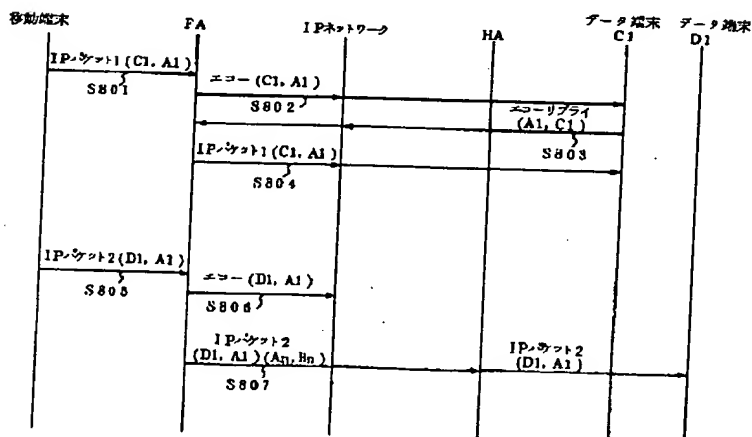 移動端末
FA
IPネットワーク
HA
データ端末
C1
データ端末
D1
IPパケット1(C1, A1)
S801
エコー(C1, A1)
S802
エコーリプライ
(A1, C1)
S803
IPパケット1(C1, A1)
S804
IPパケット2(D1, A1)
S805
エコー(D1, A1)
S806
IPパケット2
(D1, A1)(An, Hn)
S807
IPパケット2
(D1, A1)